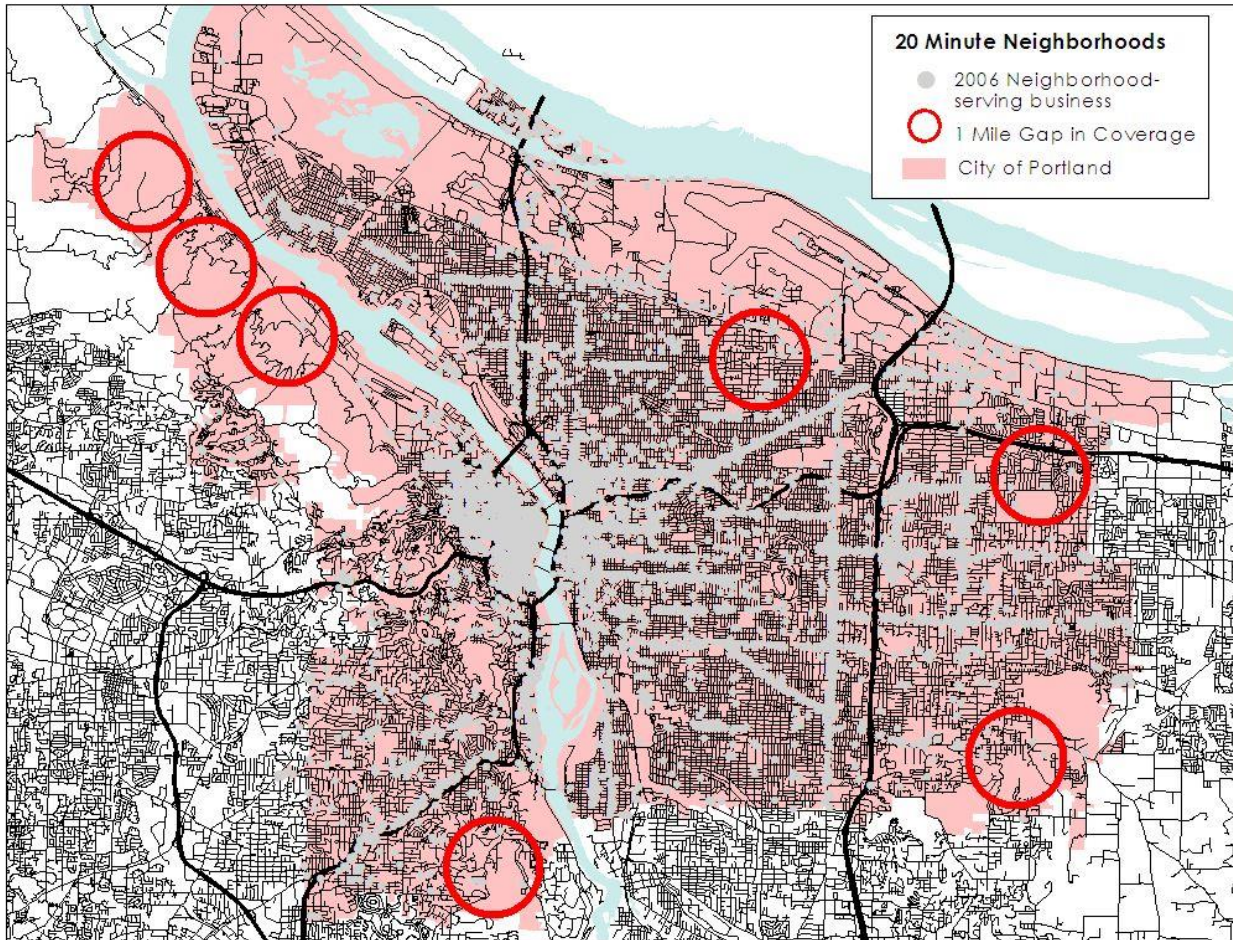 20 Minute Neighborhoods
2006 Neighborhood-
serving business
1 Mile Gap in Coverage
City of Portland